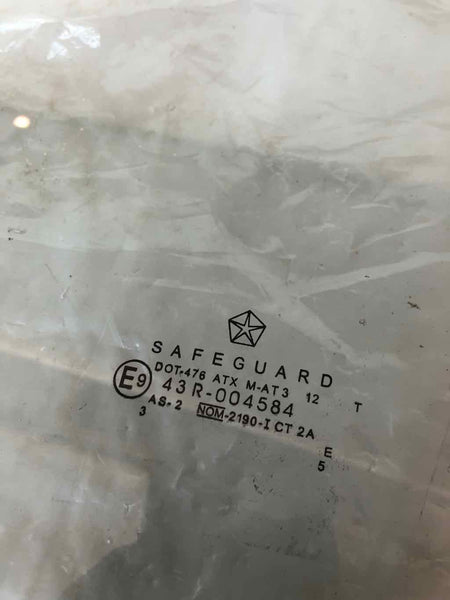 SAFEGUARD
DOT-476 ATX M-AT3 12 T
E9 43R-004584
AS-2 NOM-2190-I CT 2A
3
E
5